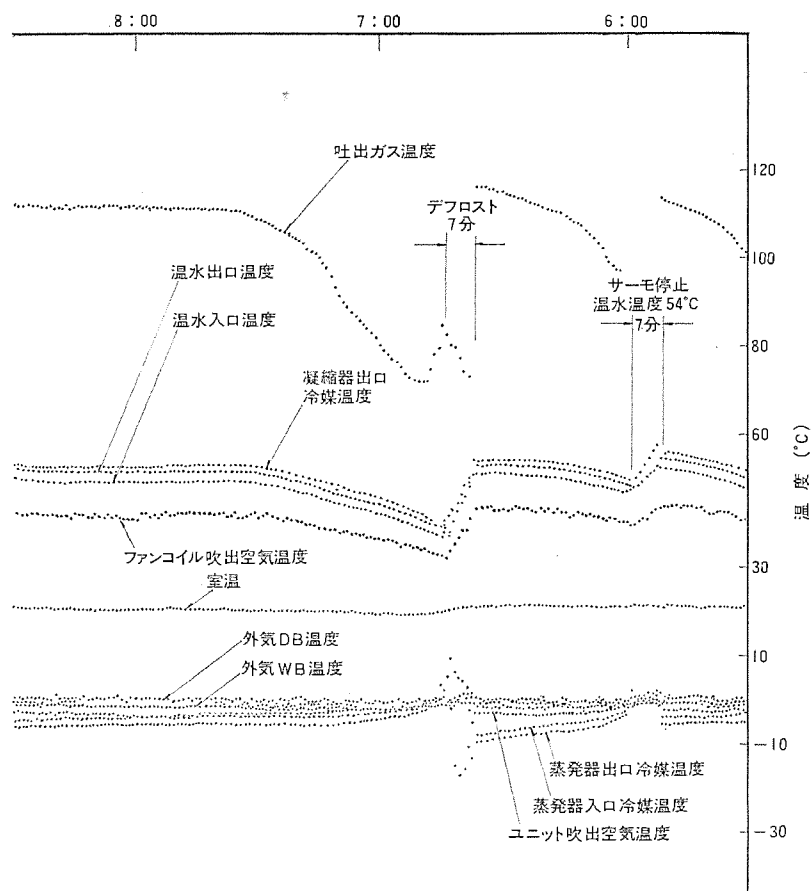 8:00
7:00
6:00
吐出ガス温度
デフロスト
7分
サーモ停止
温水温度54°C
7分
温水出口温度
温水入口温度
凝縮器出口
冷媒温度
ファンコイル吹出空気温度
室温
外気DB温度
外気WB温度
蒸発器出口冷媒温度
蒸発器入口冷媒温度
ユニット吹出空気温度
120
100
80
60
30
10
-10
-30
温度(°C)